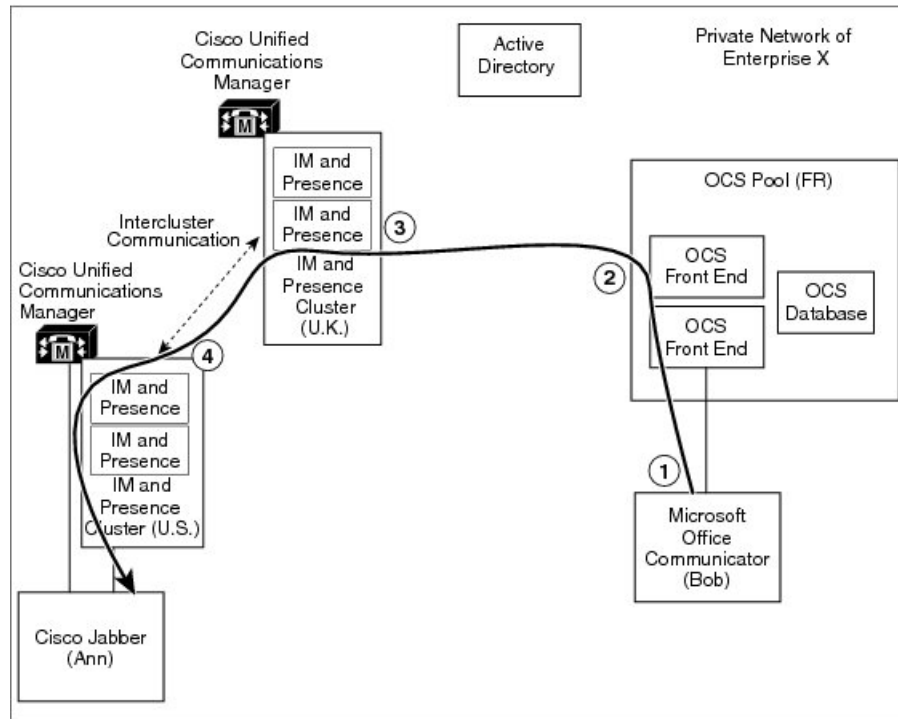 Cisco Unified
Communications
Manager
M
Active
Directory
Private Network of
Enterprise X
IM and
Presence
IM and
Presence
IM and
Presence
Cluster
(U.K.)
3
Intercluster
Communication
OCS Pool (FR)
2
OCS
Front End
OCS
Front End
OCS
Database
Cisco Unified
Communications
Manager
M
4
IM and
Presence
IM and
Presence
IM and
Presence
Cluster (U.S.)
1
Microsoft
Office
Communicator
(Bob)
Cisco Jabber
(Ann)